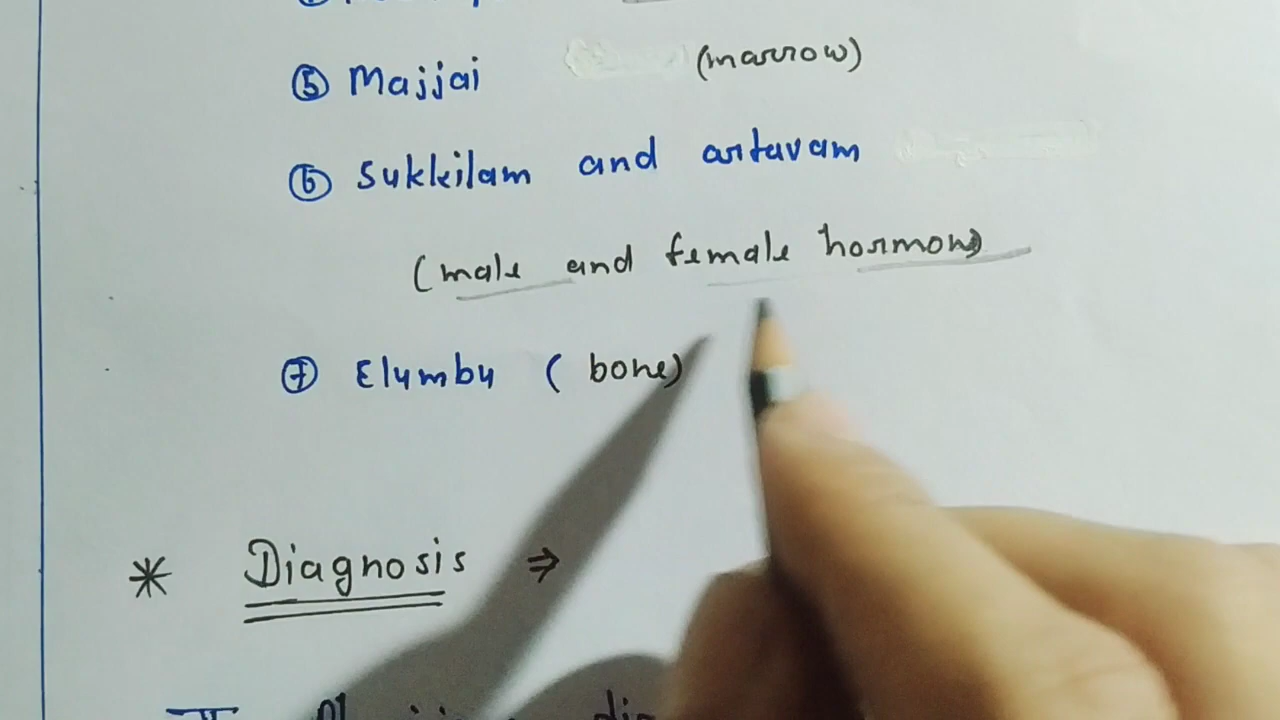 ⑤ Majjai (marrow)
⑥ Sukkilam and artavam
(male and female hormone)
⑦ Elumbu (bone)
* Diagnosis ⇒